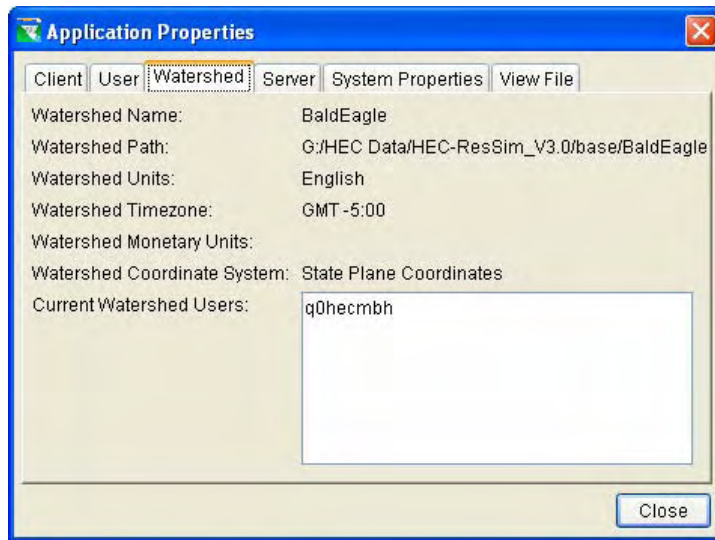 Application Properties
Client User Watershed Server System Properties View File
Watershed Name: BaldEagle
Watershed Path: G:/HEC Data/HEC-ResSim_V3.0/base/BaldEagle
Watershed Units: English
Watershed Timezone: GMT -5:00
Watershed Monetary Units:
Watershed Coordinate System: State Plane Coordinates
Current Watershed Users: q0hecmbh
Close